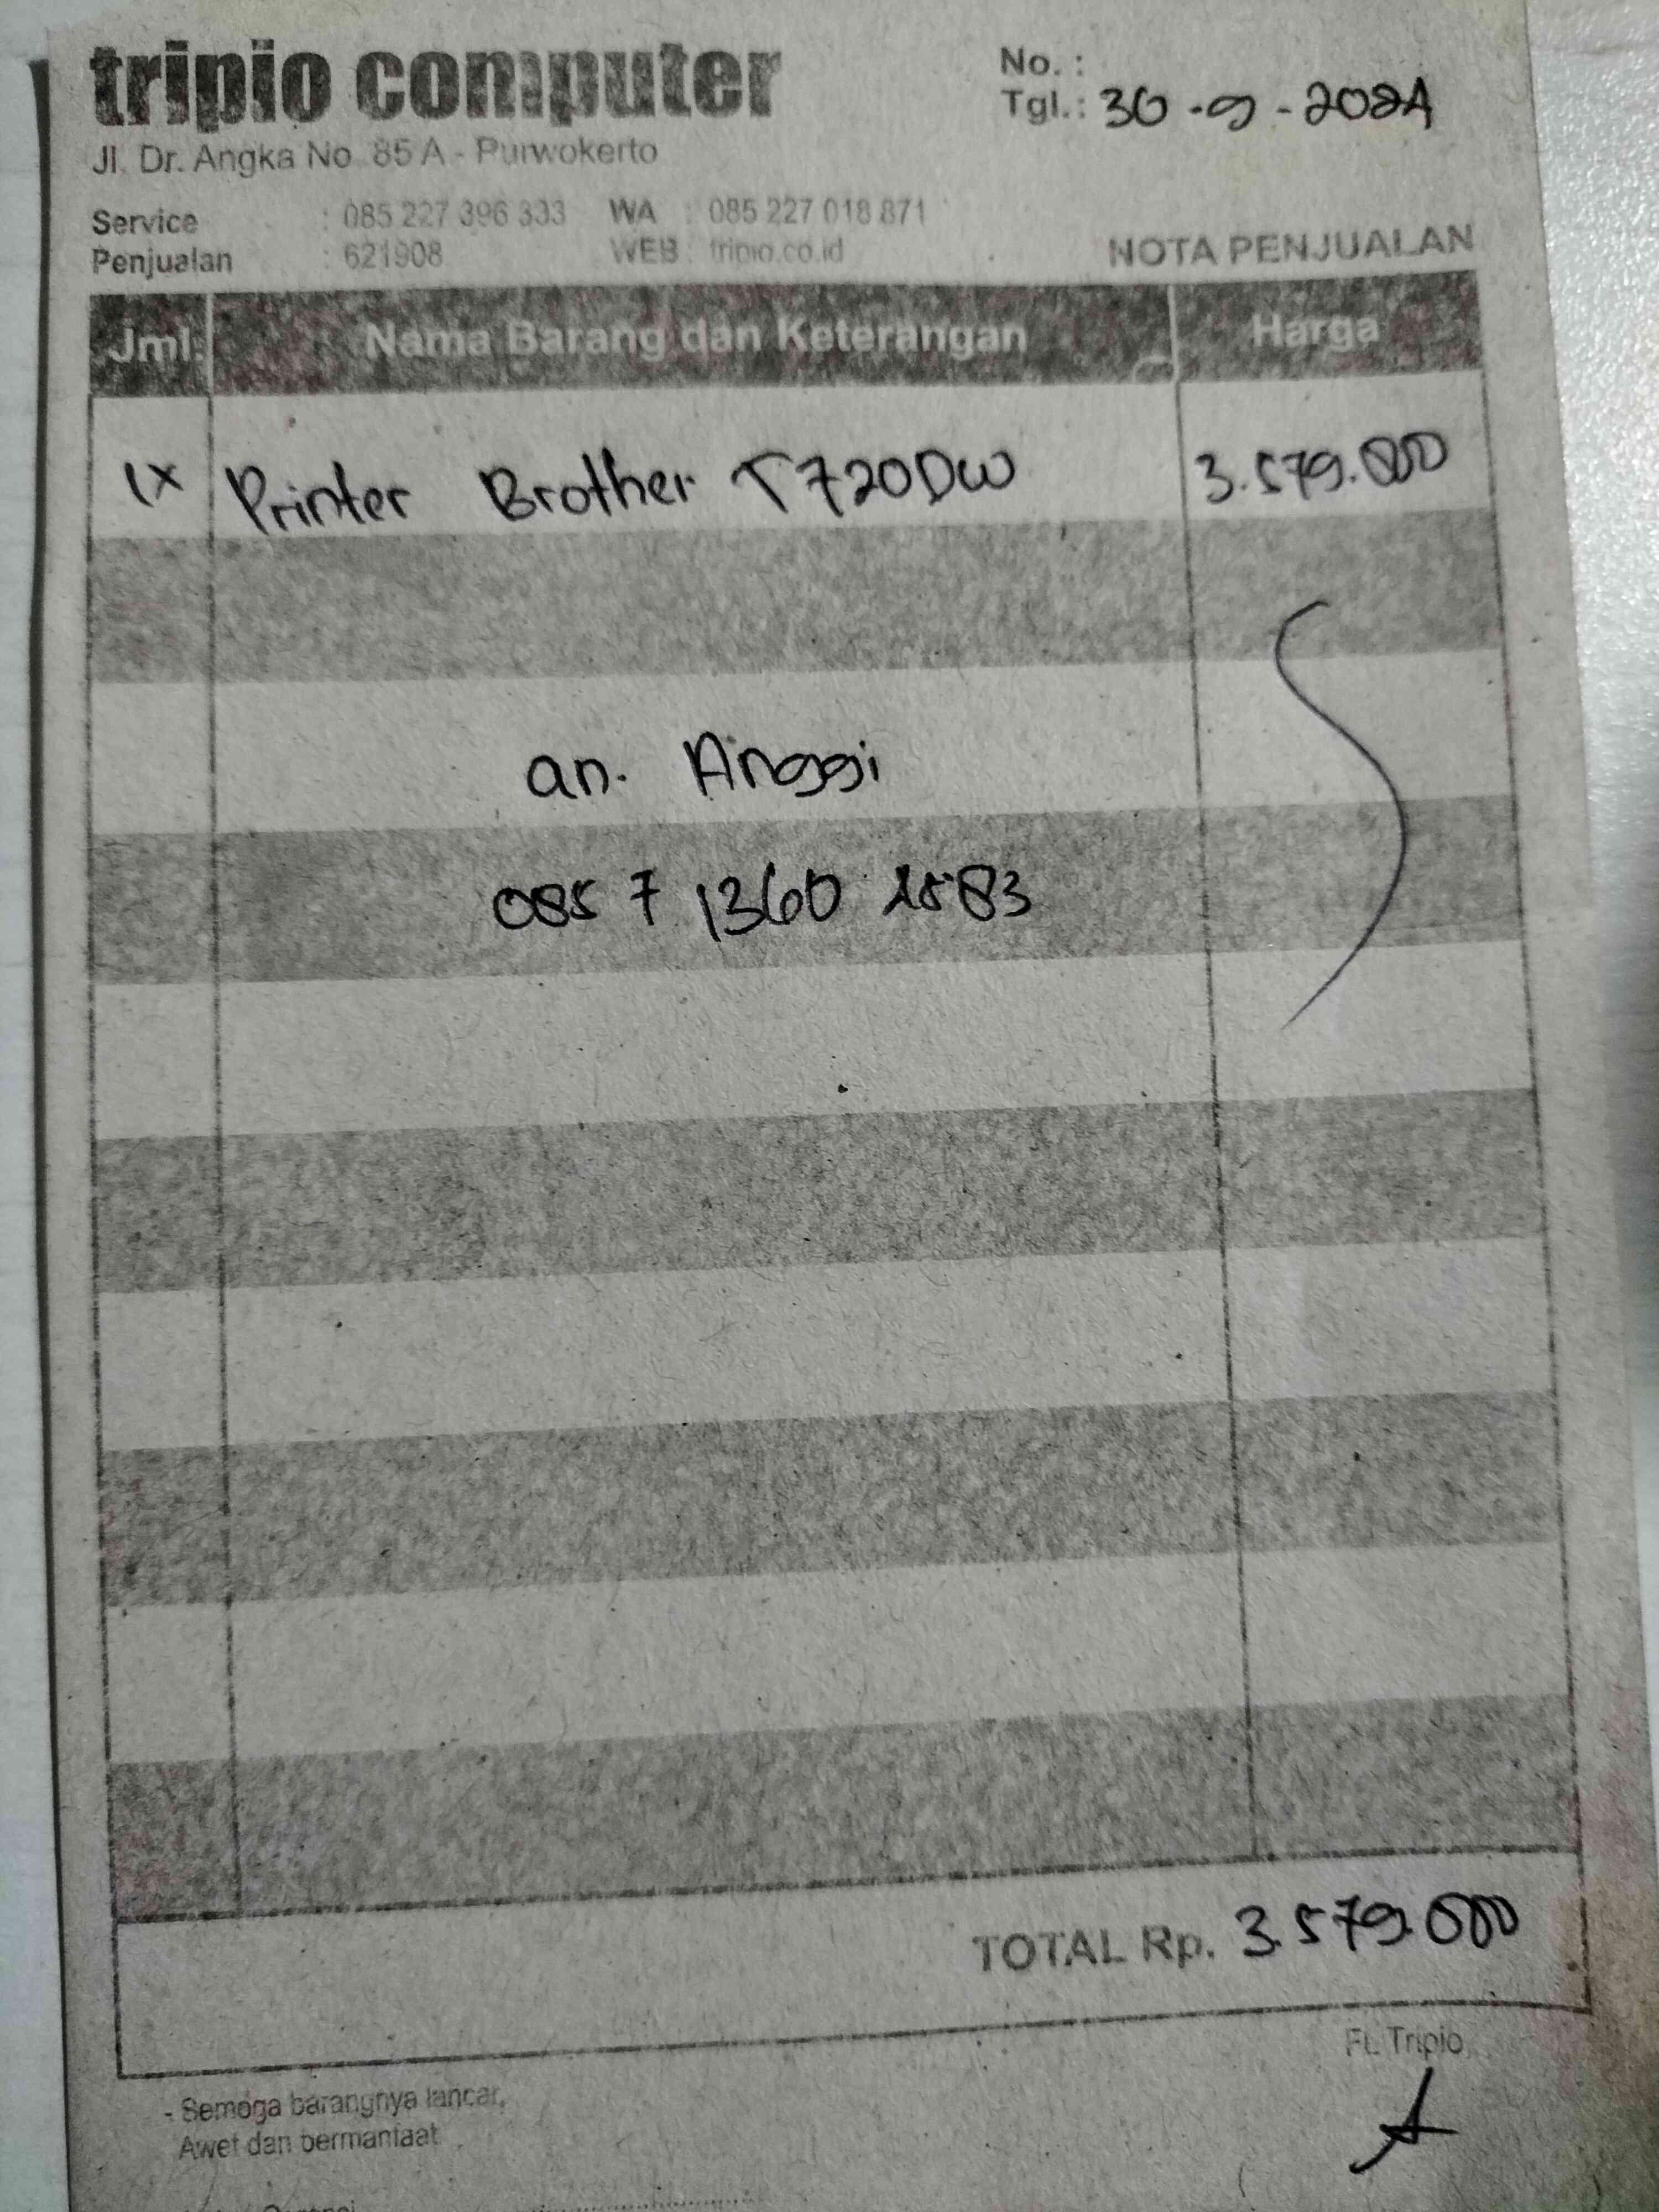 tripio computer
No. :
Tgl.: 30 - 9 - 2024
Jl. Dr. Angka No. 85 A - Purwokerto
Service : 085 227 396 333 WA : 085 227 018 871
Penjualan : 621908 WEB : tripio.co.id
NOTA PENJUALAN
Jml. Nama Barang dan Keterangan Harga
1x Printer Brother T720DW 3.579.000
an. Anggi
085 7 1360 2583
TOTAL Rp. 3.579.000
Ft. Tripio
- Semoga barangnya lancar,
Awet dan bermanfaat